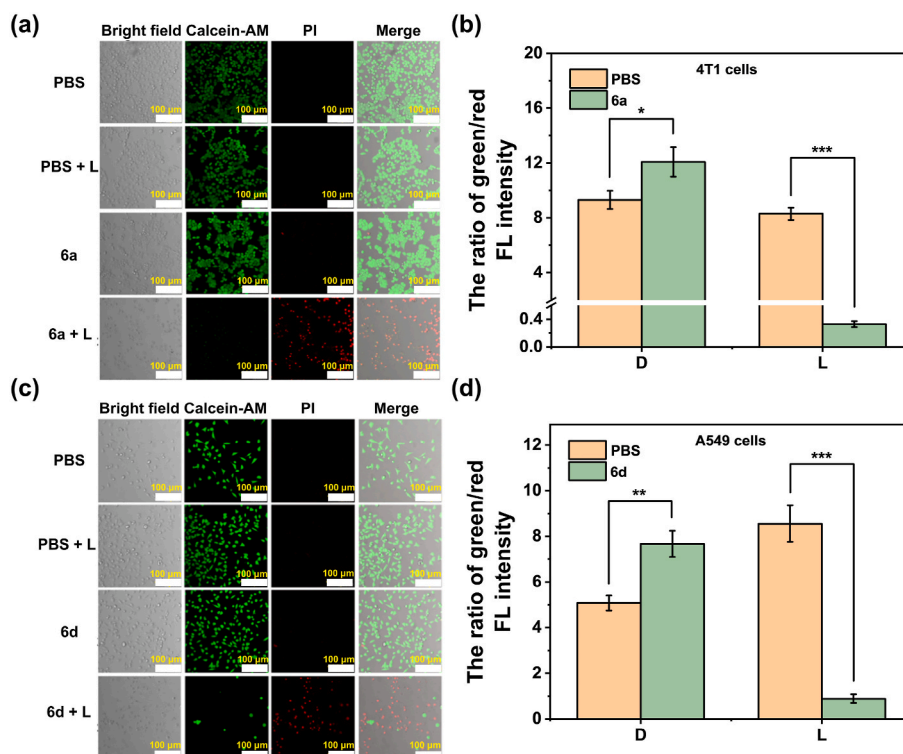 (a)
Bright field Calcein-AM PI Merge
PBS
100 μm 100 μm 100 μm 100 μm
PBS + L
100 μm 100 μm 100 μm 100 μm
6a
100 μm 100 μm 100 μm 100 μm
6a + L
100 μm 100 μm 100 μm 100 μm
(b)
The ratio of green/red
FL intensity
20
16
12
8
4
0.4
0.0
4T1 cells
PBS
6a
*
***
D L
(c)
Bright field Calcein-AM PI Merge
PBS
100 μm 100 μm 100 μm 100 μm
PBS + L
100 μm 100 μm 100 μm 100 μm
6d
100 μm 100 μm 100 μm 100 μm
6d + L
100 μm 100 μm 100 μm 100 μm
(d)
The ratio of green/red
FL intensity
12
10
8
6
4
2
0
A549 cells
PBS
6d
**
***
D L